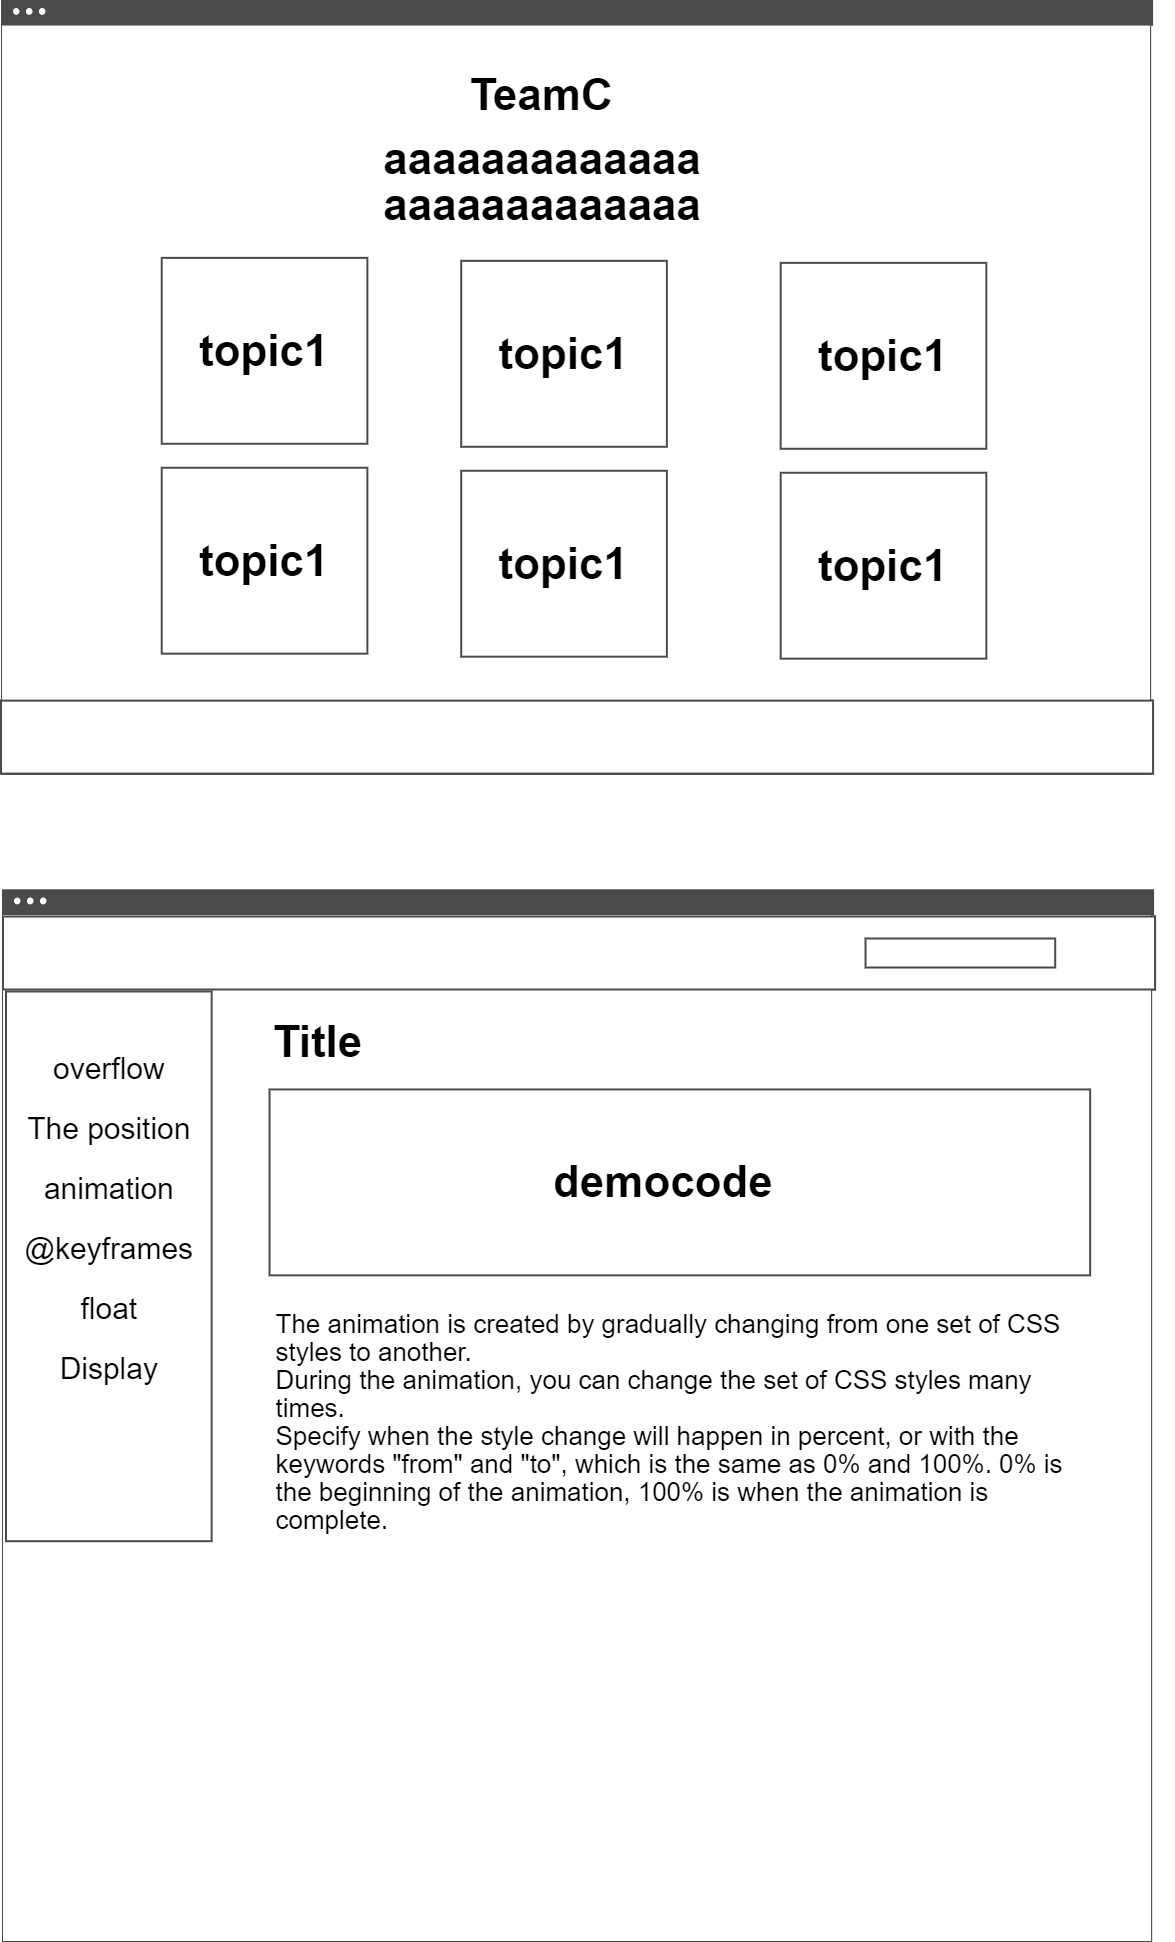 TeamC
aaaaaaaaaaaaa
aaaaaaaaaaaaa
topic1
topic1
topic1
topic1
topic1
topic1
overflow
The position
animation
@keyframes
float
Display
Title
democode
The animation is created by gradually changing from one set of CSS
styles to another.
During the animation, you can change the set of CSS styles many
times.
Specify when the style change will happen in percent, or with the
keywords "from" and "to", which is the same as 0% and 100%. 0% is
the beginning of the animation, 100% is when the animation is
complete.